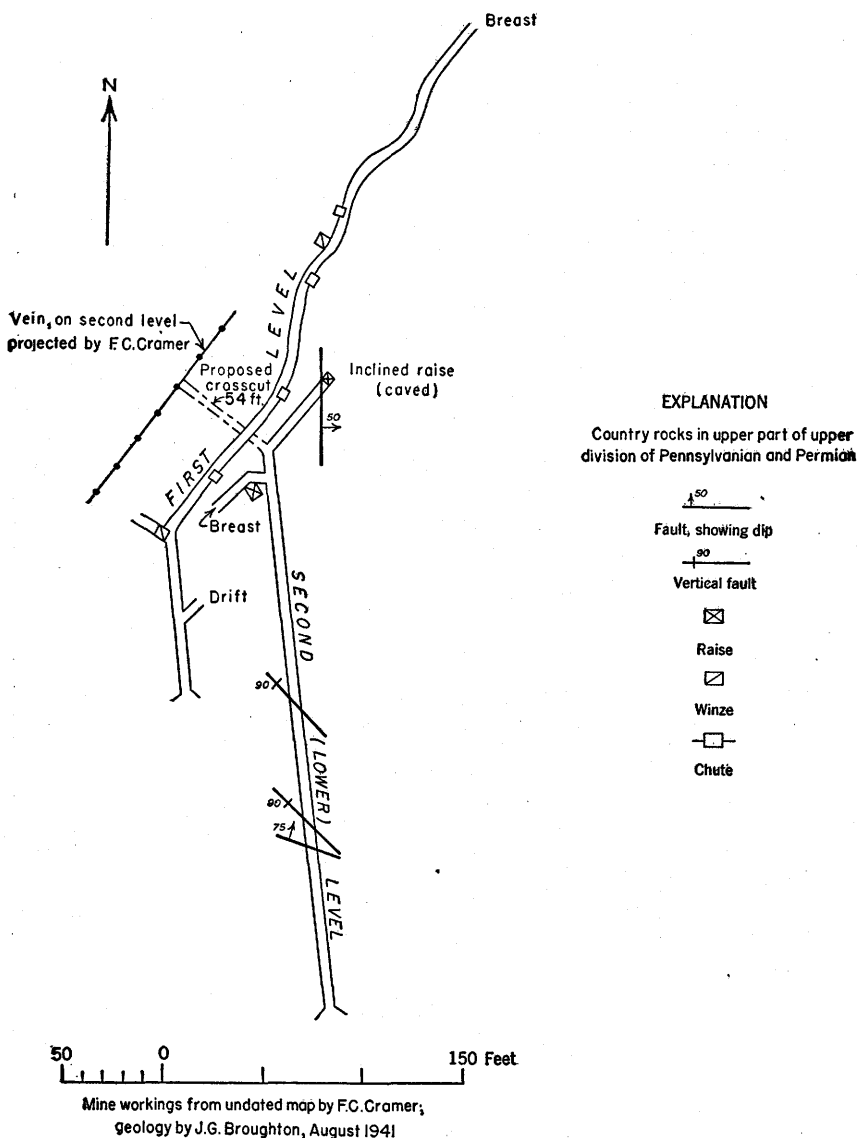 Breast
N
Vein, on second level
projected by F.C. Cramer
LEVEL
Proposed
crosscut
54 ft.
Inclined raise
(caved)
50
FIRST
Breast
Drift
SECOND
90
(LOWER)
90
75
LEVEL
EXPLANATION
Country rocks in upper part of upper
division of Pennsylvanian and Permian
50
Fault, showing dip
90
Vertical fault
Raise
Winze
Chute
50 0 150 Feet
Mine workings from undated map by F.C. Cramer;
geology by J.G. Broughton, August 1941